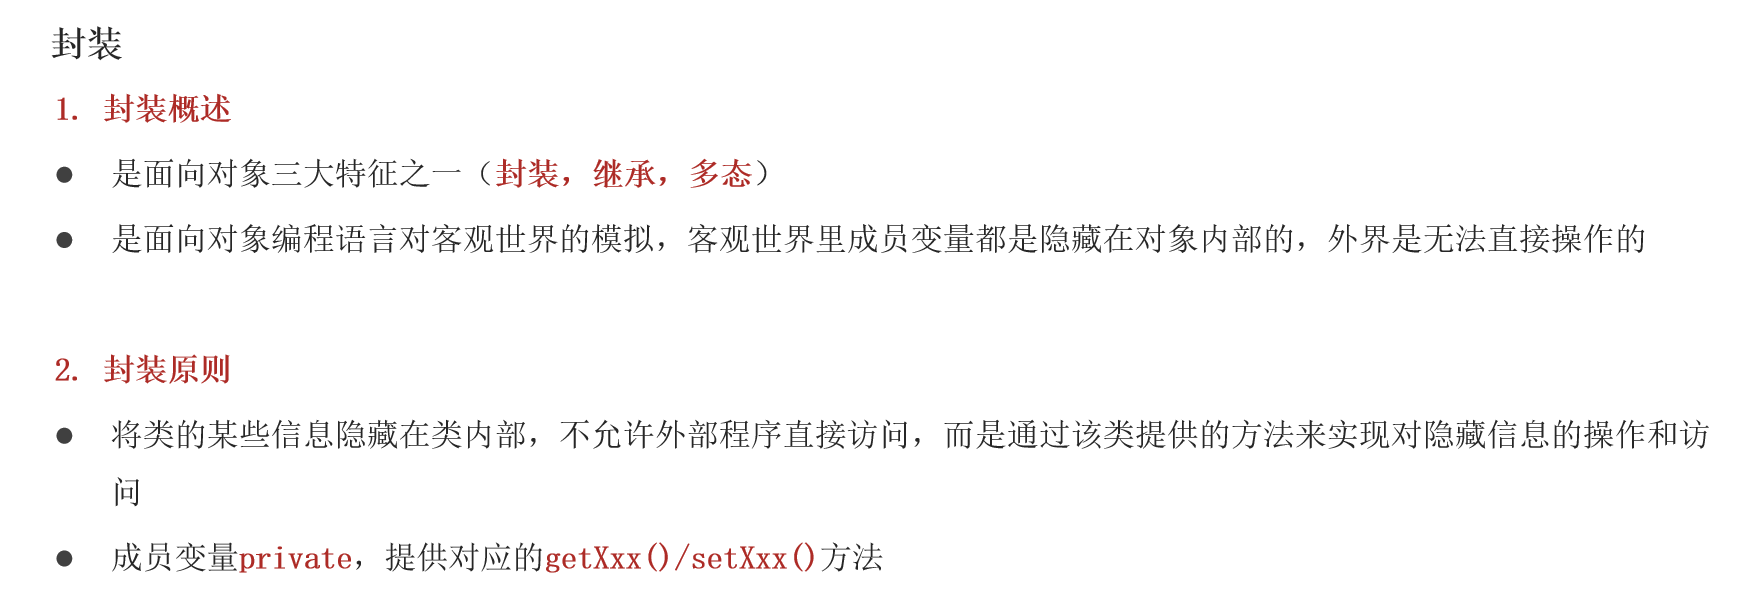 封装
1. 封装概述
● 是面向对象三大特征之一（封装，继承，多态）
● 是面向对象编程语言对客观世界的模拟，客观世界里成员变量都是隐藏在对象内部的，外界是无法直接操作的
2. 封装原则
● 将类的某些信息隐藏在类内部，不允许外部程序直接访问，而是通过该类提供的方法来实现对隐藏信息的操作和访
问
● 成员变量private，提供对应的getXxx()/setXxx()方法